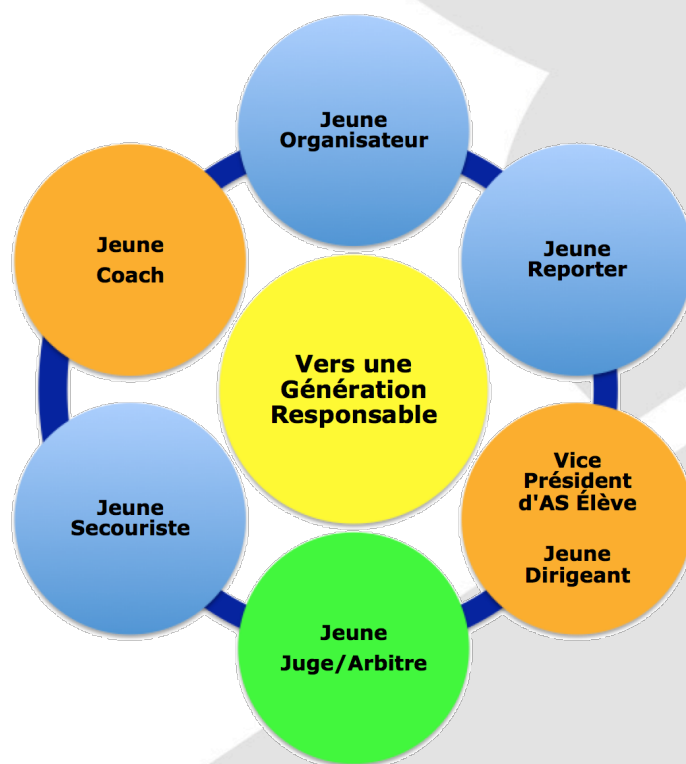 Jeune
Organisateur
Jeune
Coach
Jeune
Reporter
Vers une
Génération
Responsable
Jeune
Secouriste
Vice
Président
d'AS Élève
Jeune
Dirigeant
Jeune
Juge/Arbitre